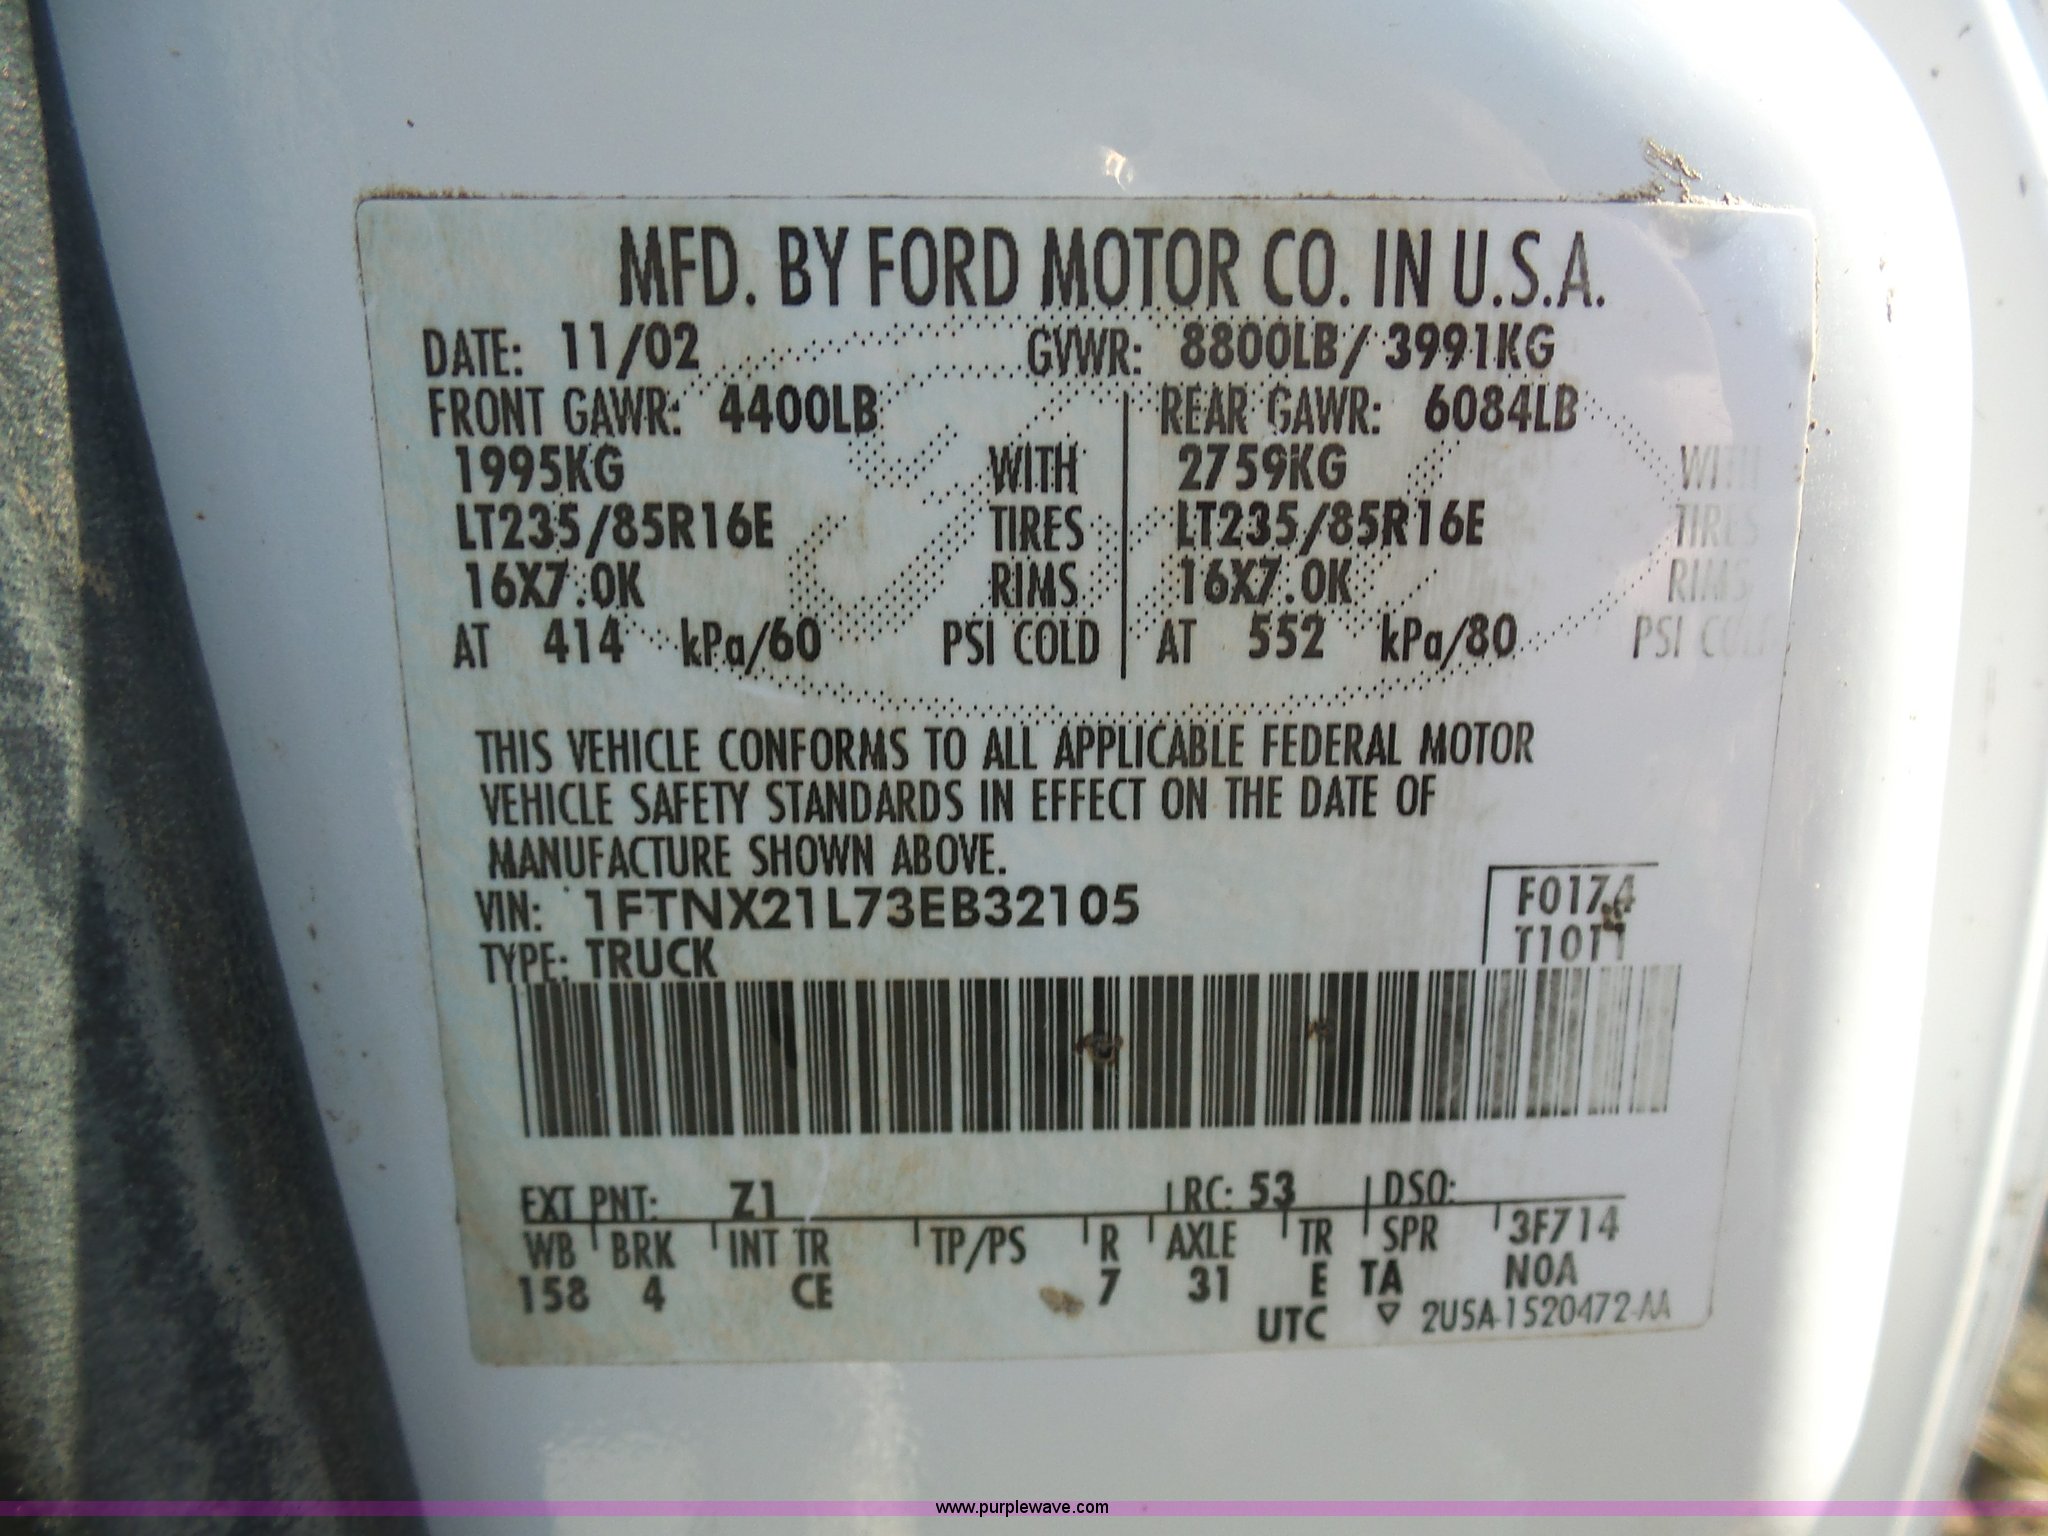 MFD. BY FORD MOTOR CO. IN U.S.A.
DATE: 11/02 GVWR: 8800LB/ 3991KG
FRONT GAWR: 4400LB REAR GAWR: 6084LB
1995KG WITH 2759KG WITH
LT235/85R16E TIRES LT235/85R16E TIRES
16X7.0K RIMS 16X7.0K RIMS
AT 414 kPa/60 PSI COLD AT 552 kPa/80 PSI COLD
THIS VEHICLE CONFORMS TO ALL APPLICABLE FEDERAL MOTOR
VEHICLE SAFETY STANDARDS IN EFFECT ON THE DATE OF
MANUFACTURE SHOWN ABOVE.
VIN: 1FTNX21L73EB32105 F0174
TYPE: TRUCK T10T1
EXT PNT: Z1 RC: 53 DSO:
WB BRK INT TR TP/PS R AXLE TR SPR 3F714
158 4 CE 7 31 E TA N0A
UTC ▽ 2U5A-1520472-AA
www.purplewave.com